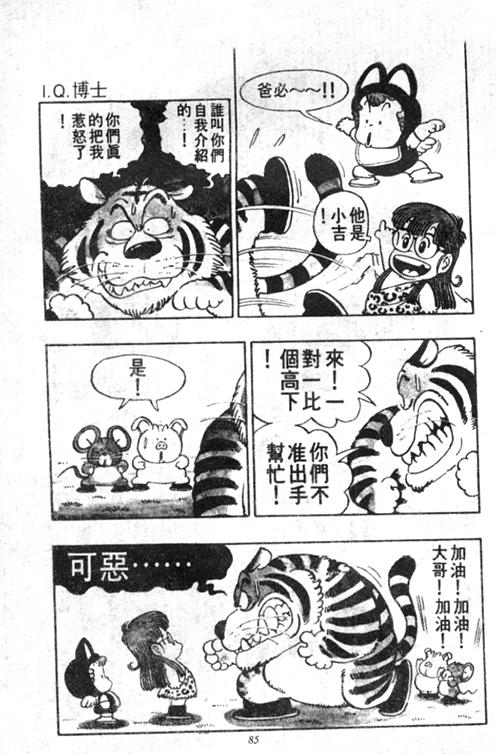 I.Q.博士
爸必～～!!
他是
小吉
！
誰叫你們
自我介紹
的…！
你們真
的把我
惹怒了
！
來！一
對一比
個高下
！
你們不
准出手
幫忙！
是！
加油！加油！
大哥！加油！
可惡……
85